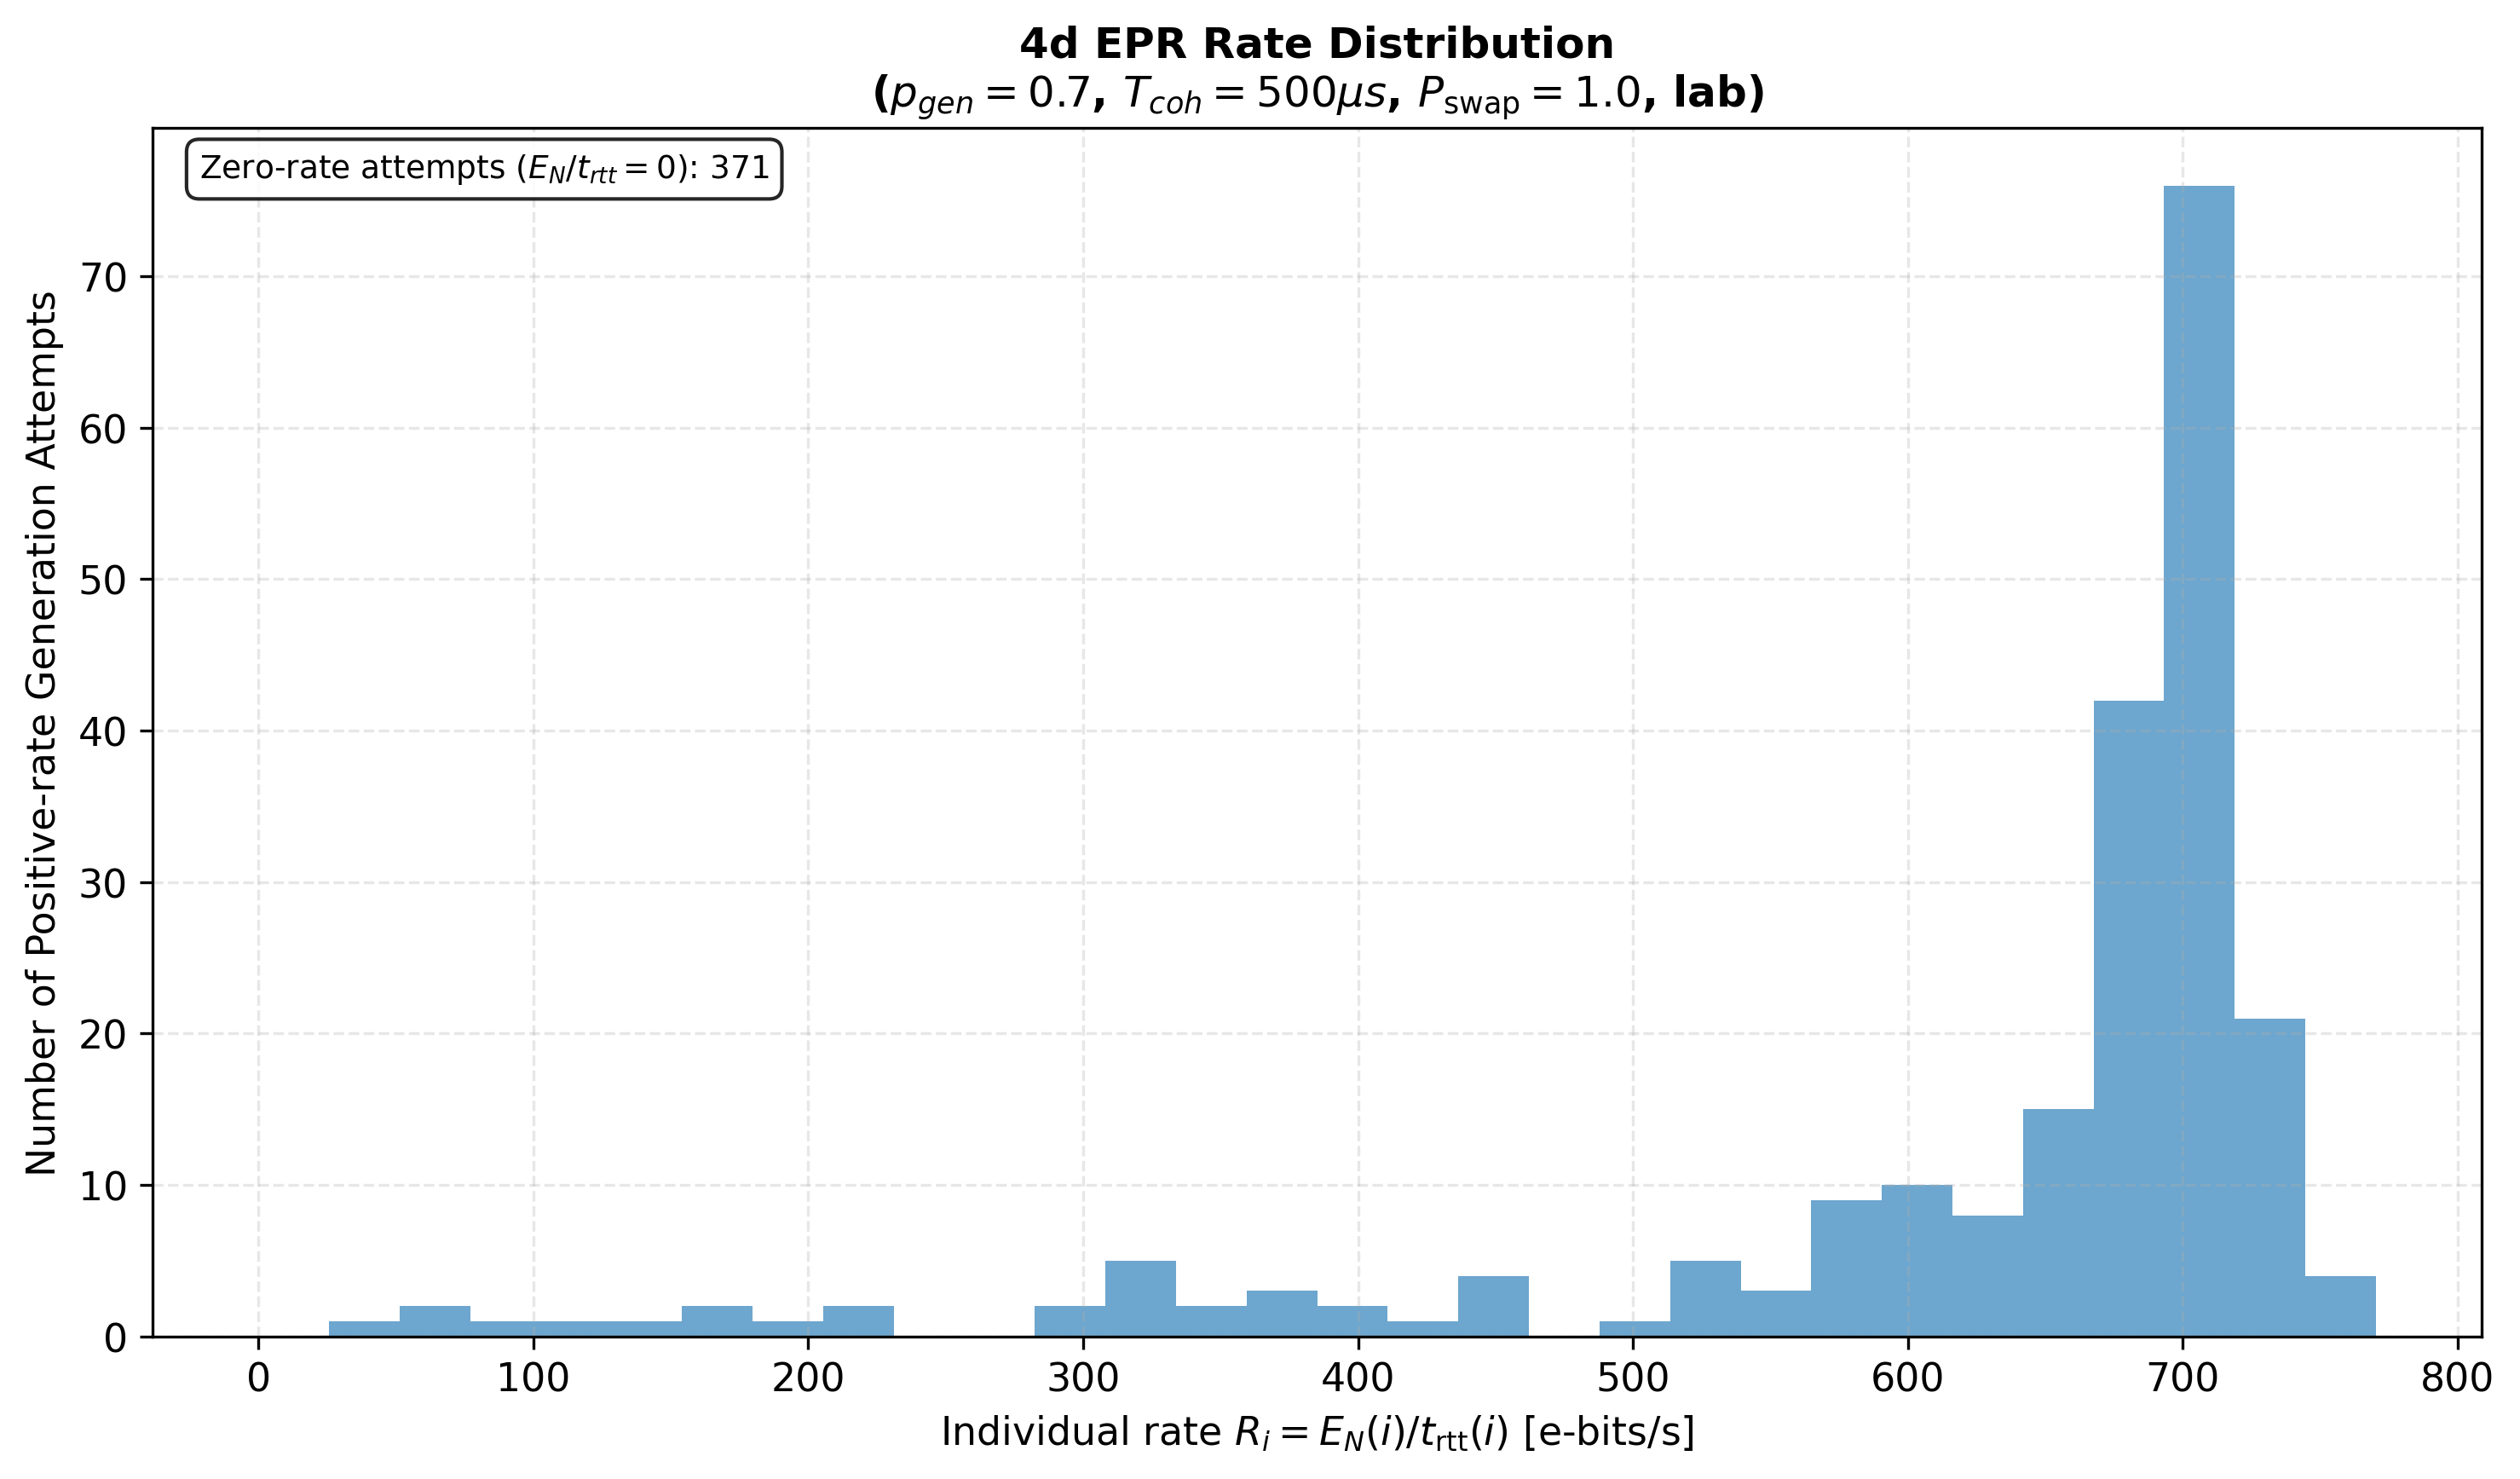 4d EPR Rate Distribution
(p_gen = 0.7, T_coh = 500μs, P_swap = 1.0, lab)
Zero-rate attempts (E_N/t_rtt = 0): 371
Number of Positive-rate Generation Attempts
70
60
50
40
30
20
10
0
0 100 200 300 400 500 600 700 800
Individual rate R_i = E_N(i)/t_rtt(i) [e-bits/s]